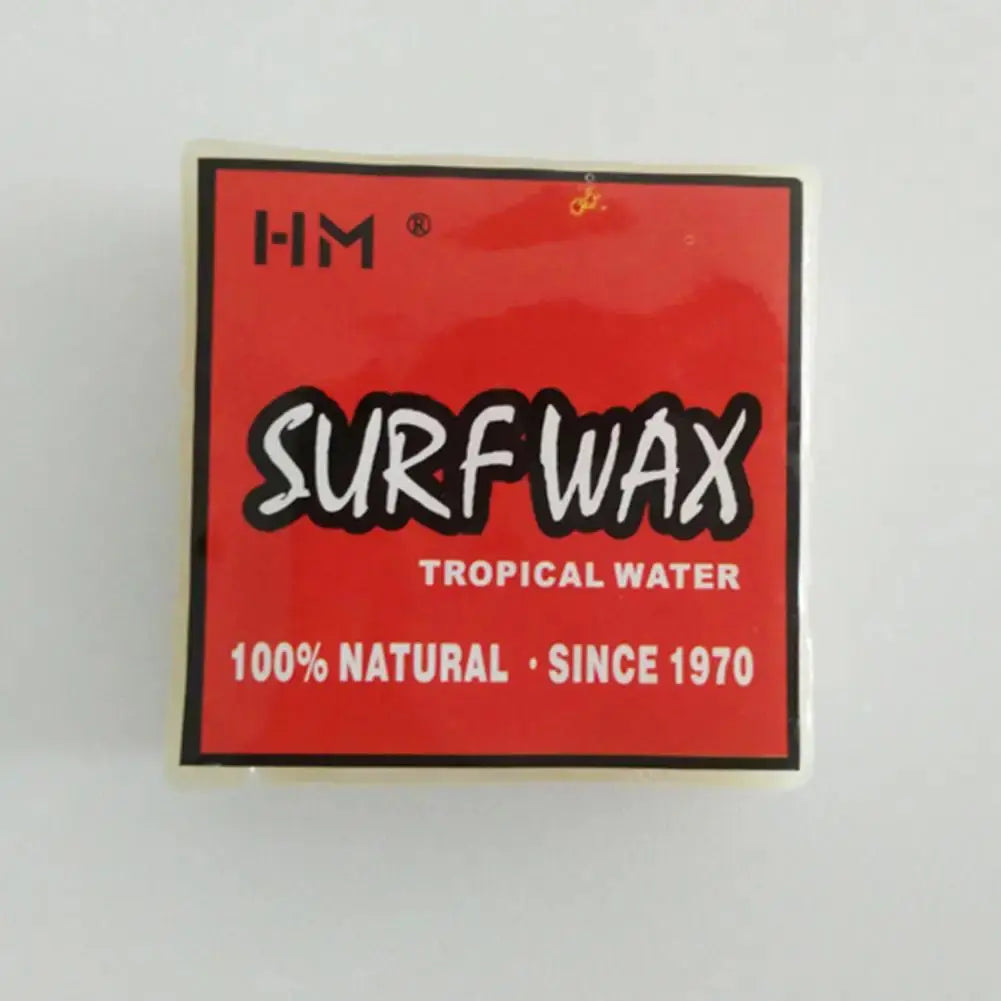 HM ®
SURF WAX
TROPICAL WATER
100% NATURAL · SINCE 1970